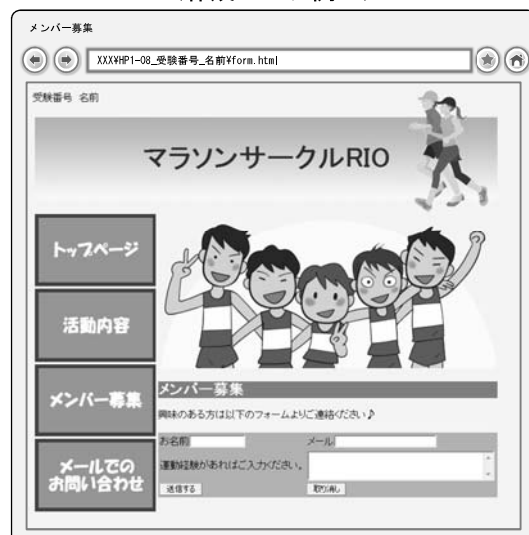 メンバー募集
XXX¥HP1-08_受験番号_名前¥form.html
受験番号 名前
マラソンサークルRIO
トップページ
活動内容
メンバー募集
メールでの
お問い合わせ
メンバー募集
興味のある方は以下のフォームよりご連絡ください♪
お名前 メール
運動経験があればご入力ください。
送信する 取り消し